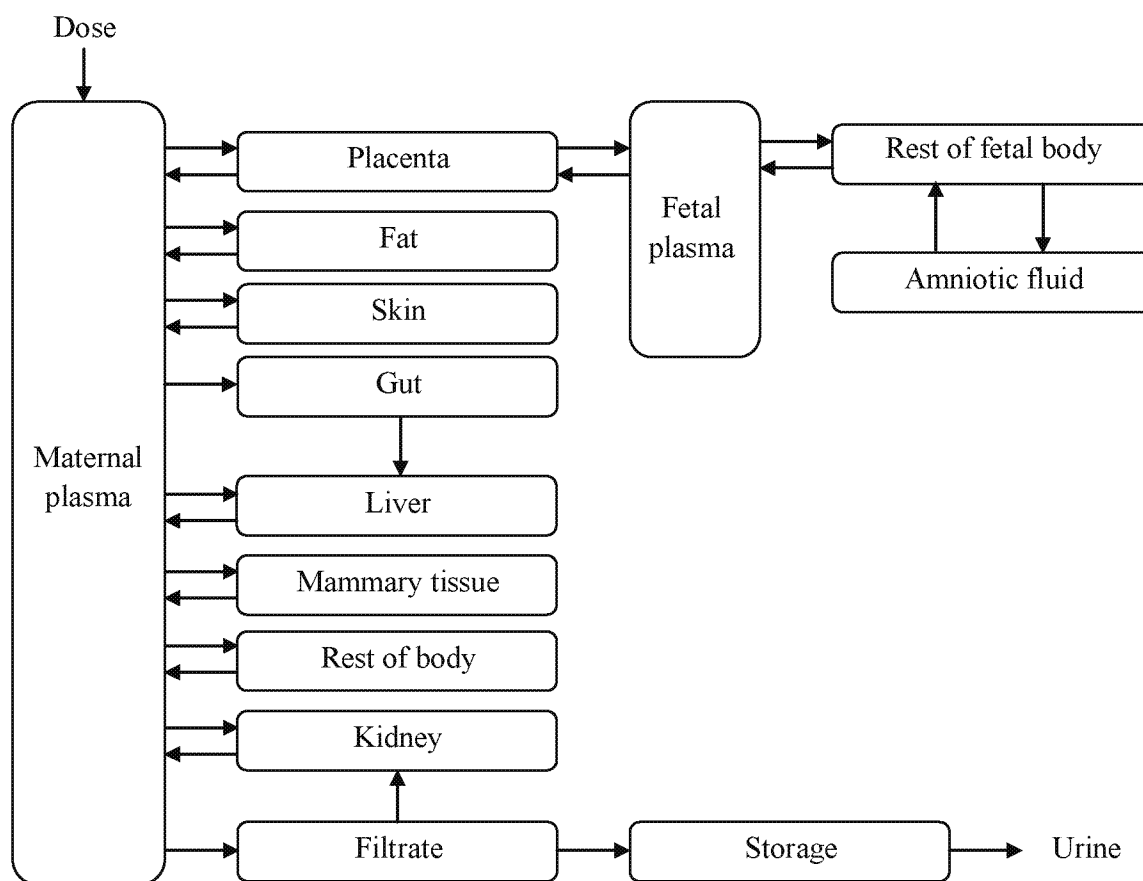 Dose
Placenta
Rest of fetal body
Fetal
plasma
Fat
Amniotic fluid
Skin
Gut
Maternal
plasma
Liver
Mammary tissue
Rest of body
Kidney
Filtrate
Storage
Urine